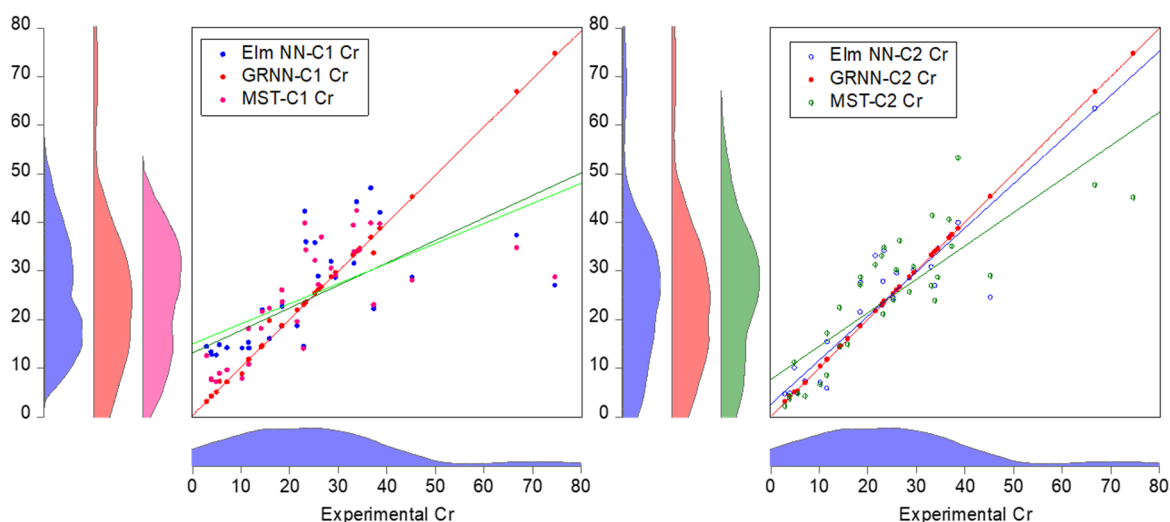 80
70
60
50
40
30
20
10
0
Elm NN-C1 Cr
GRNN-C1 Cr
MST-C1 Cr
0 10 20 30 40 50 60 70 80
Experimental Cr
80
70
60
50
40
30
20
10
0
Elm NN-C2 Cr
GRNN-C2 Cr
MST-C2 Cr
0 10 20 30 40 50 60 70 80
Experimental Cr